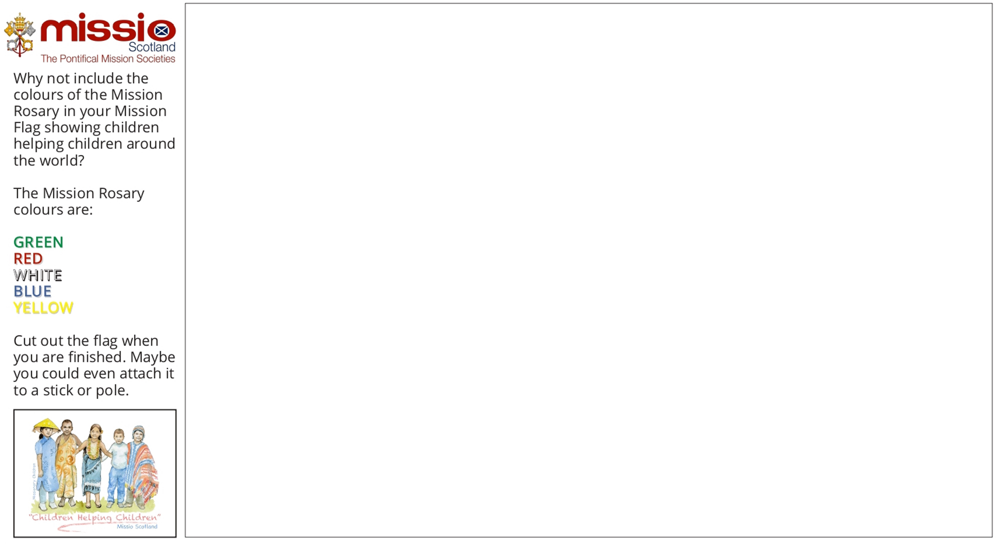 missio
Scotland
The Pontifical Mission Societies
Why not include the
colours of the Mission
Rosary in your Mission
Flag showing children
helping children around
the world?
The Mission Rosary
colours are:
GREEN
RED
WHITE
BLUE
YELLOW
Cut out the flag when
you are finished. Maybe
you could even attach it
to a stick or pole.
Missionary Children
"Children Helping Children"
Missio Scotland